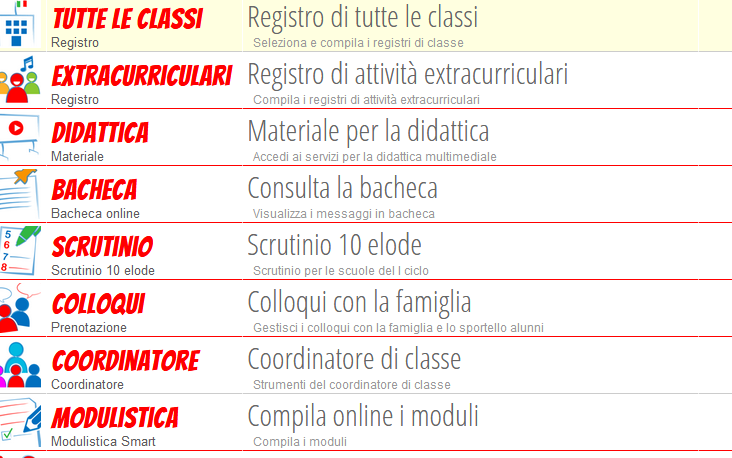 TUTTE LE CLASSI
Registro
Registro di tutte le classi
Seleziona e compila i registri di classe
EXTRACURRICULARI
Registro
Registro di attività extracurriculari
Compila i registri di attività extracurriculari
DIDATTICA
Materiale
Materiale per la didattica
Accedi ai servizi per la didattica multimediale
BACHECA
Bacheca online
Consulta la bacheca
Visualizza i messaggi in bacheca
5
6
7
8
SCRUTINIO
Scrutinio 10 elode
Scrutinio 10 elode
Scrutinio per le scuole del I ciclo
COLLOQUI
Prenotazione
Colloqui con la famiglia
Gestisci i colloqui con la famiglia e lo sportello alunni
COORDINATORE
Coordinatore
Coordinatore di classe
Strumenti del coordinatore di classe
MODULISTICA
Modulistica Smart
Compila online i moduli
Compila i moduli